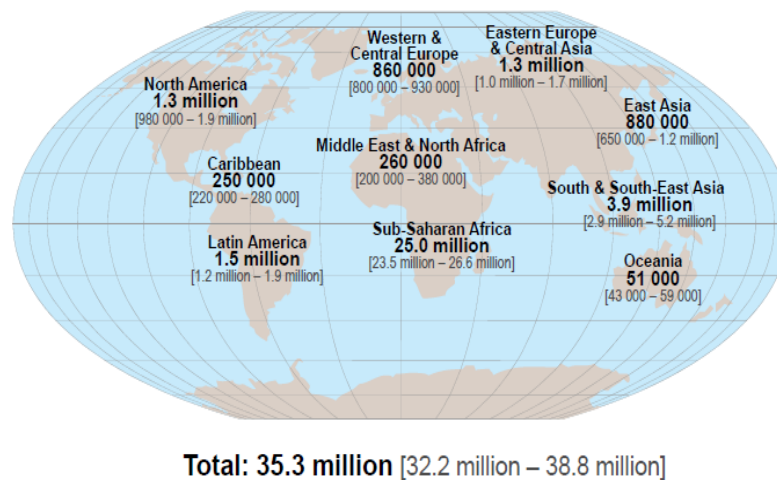 Western &
Central Europe
860 000
[800 000 – 930 000]
Eastern Europe
& Central Asia
1.3 million
[1.0 million – 1.7 million]
North America
1.3 million
[980 000 – 1.9 million]
East Asia
880 000
[650 000 – 1.2 million]
Middle East & North Africa
260 000
[200 000 – 380 000]
Caribbean
250 000
[220 000 – 280 000]
South & South-East Asia
3.9 million
[2.9 million – 5.2 million]
Sub-Saharan Africa
25.0 million
[23.5 million – 26.6 million]
Latin America
1.5 million
[1.2 million – 1.9 million]
Oceania
51 000
[43 000 – 59 000]
Total: 35.3 million [32.2 million – 38.8 million]